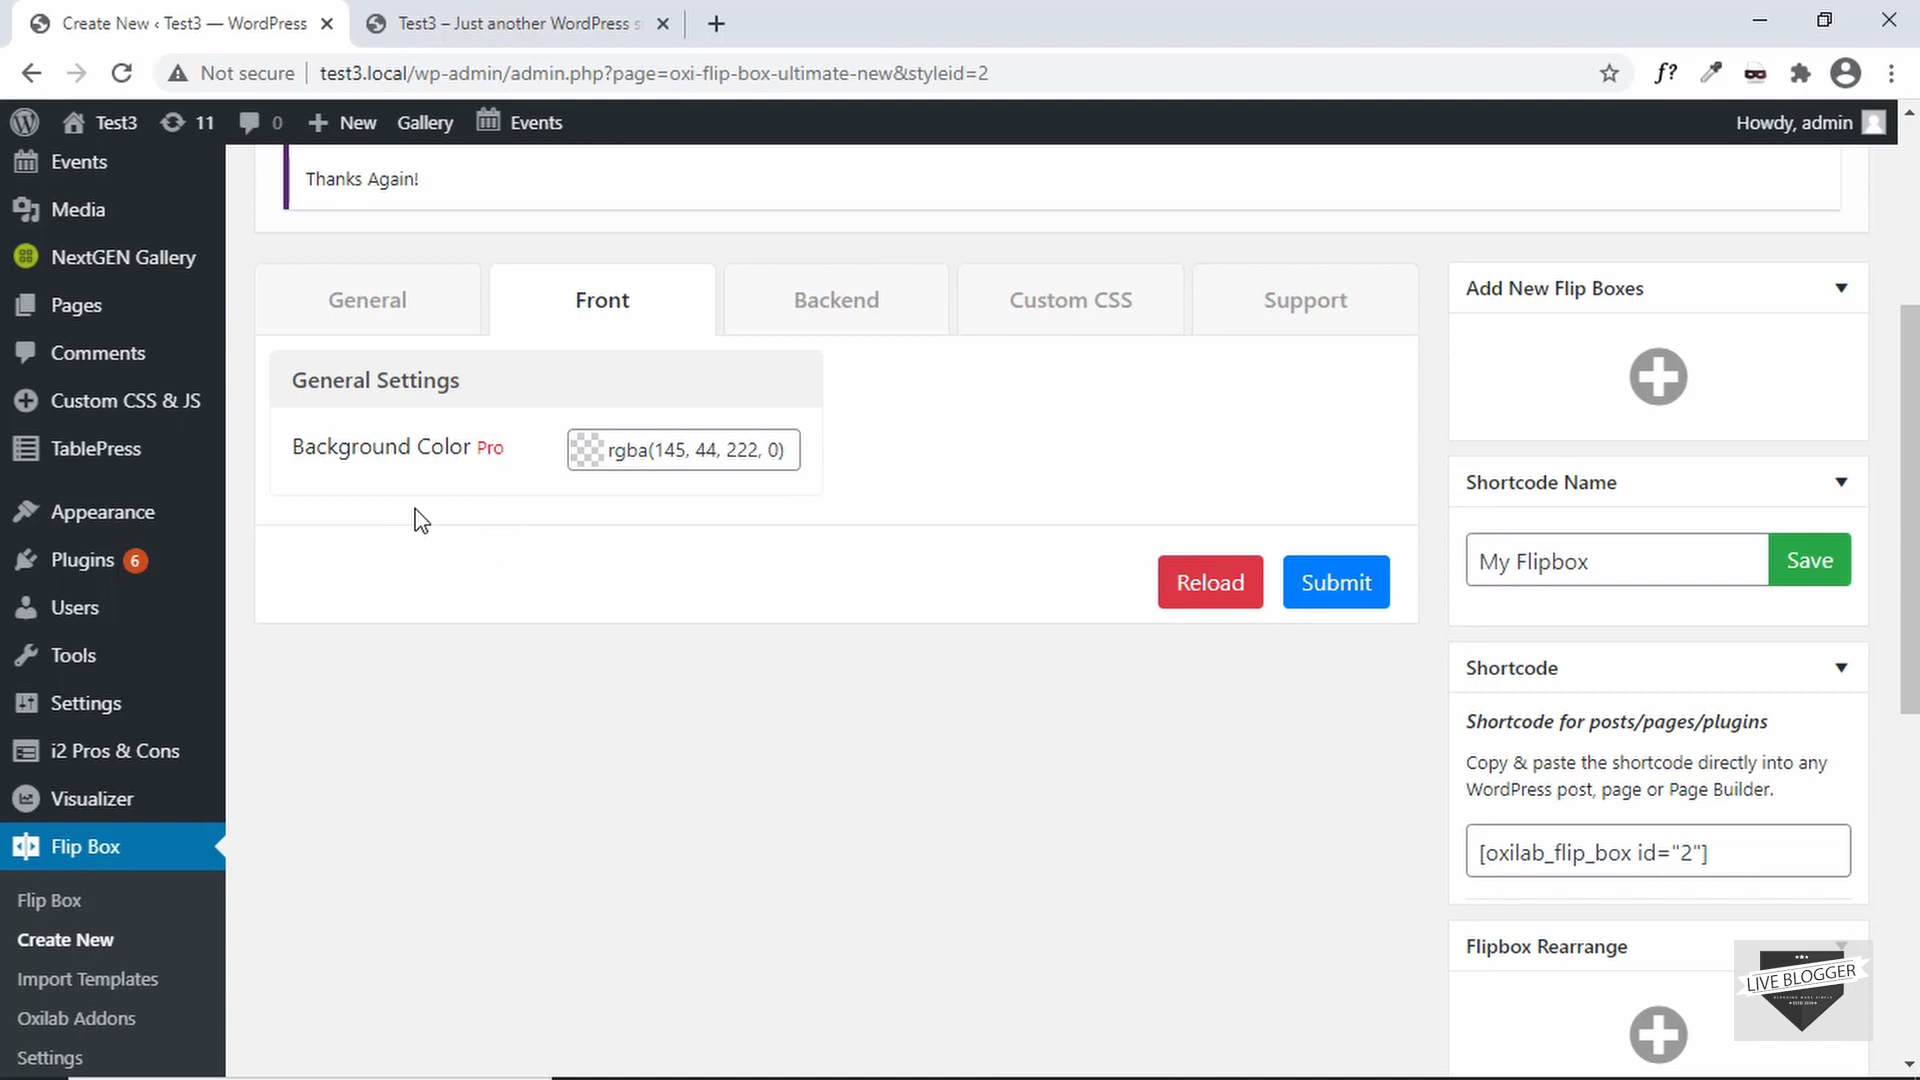 Create New ‹ Test3 — WordPress
Test3 – Just another WordPress s
Not secure
test3.local/wp-admin/admin.php?page=oxi-flip-box-ultimate-new&styleid=2
f?
Test3
11
0
New
Gallery
Events
Howdy, admin
Events
Media
NextGEN Gallery
Pages
Comments
Custom CSS & JS
TablePress
Appearance
Plugins 6
Users
Tools
Settings
i2 Pros & Cons
Visualizer
Flip Box
Flip Box
Create New
Import Templates
Oxilab Addons
Settings
Thanks Again!
General
Front
Backend
Custom CSS
Support
General Settings
Background Color Pro
rgba(145, 44, 222, 0)
Reload
Submit
Add New Flip Boxes
Shortcode Name
My Flipbox
Save
Shortcode
Shortcode for posts/pages/plugins
Copy & paste the shortcode directly into any
WordPress post, page or Page Builder.
[oxilab_flip_box id="2"]
Flipbox Rearrange
LIVE BLOGGER